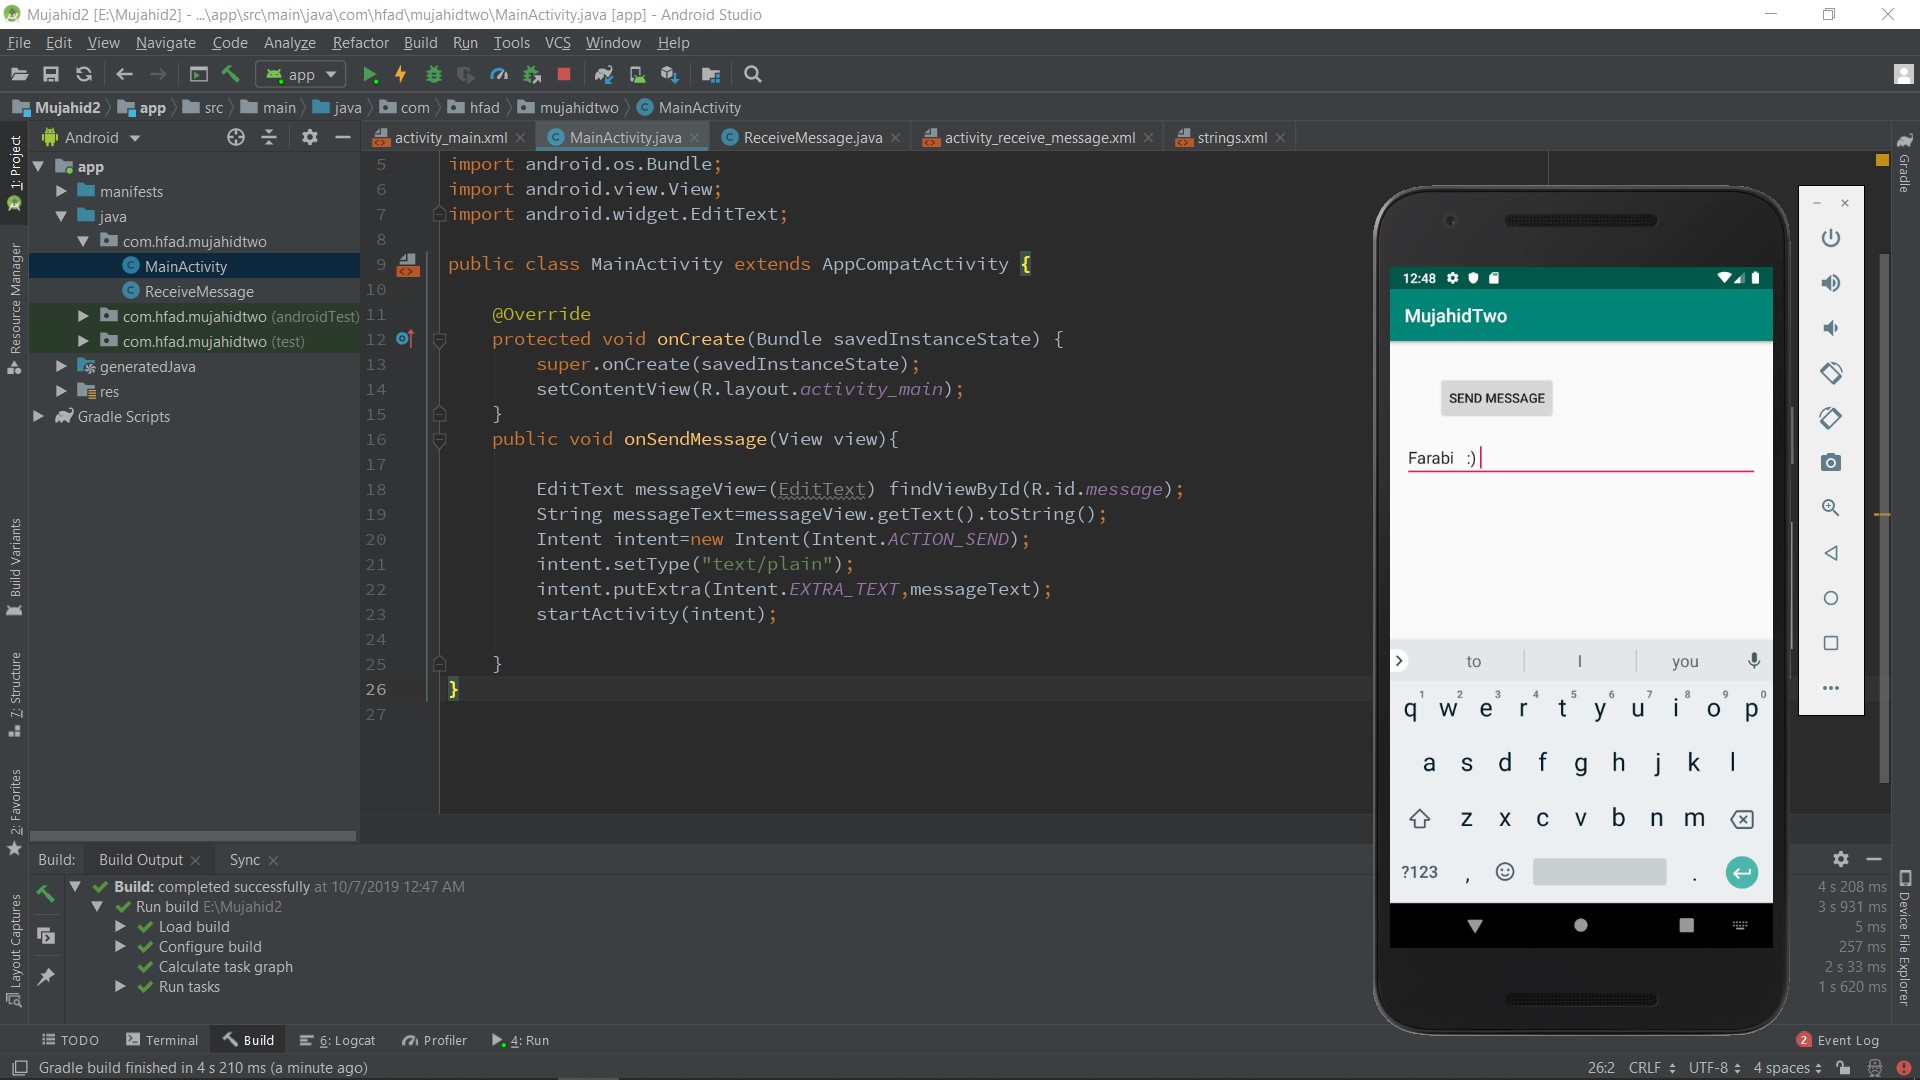 Mujahid2 [E:\Mujahid2] - ...\app\src\main\java\com\hfad\mujahidtwo\MainActivity.java [app] - Android Studio
File Edit View Navigate Code Analyze Refactor Build Run Tools VCS Window Help
app
Mujahid2 app src main java com hfad mujahidtwo MainActivity
1: Project
Resource Manager
Build Variants
7: Structure
2: Favorites
Layout Captures
Android
app
manifests
java
com.hfad.mujahidtwo
MainActivity
ReceiveMessage
com.hfad.mujahidtwo (androidTest)
com.hfad.mujahidtwo (test)
generatedJava
res
Gradle Scripts
activity_main.xml MainActivity.java ReceiveMessage.java activity_receive_message.xml strings.xml
5 import android.os.Bundle;
6 import android.view.View;
7 import android.widget.EditText;
8
9 public class MainActivity extends AppCompatActivity {
10
11 @Override
12 protected void onCreate(Bundle savedInstanceState) {
13 super.onCreate(savedInstanceState);
14 setContentView(R.layout.activity_main);
15 }
16 public void onSendMessage(View view){
17
18 EditText messageView=(EditText) findViewById(R.id.message);
19 String messageText=messageView.getText().toString();
20 Intent intent=new Intent(Intent.ACTION_SEND);
21 intent.setType("text/plain");
22 intent.putExtra(Intent.EXTRA_TEXT,messageText);
23 startActivity(intent);
24
25 }
26 }
27
12:48
MujahidTwo
SEND MESSAGE
Farabi :)
to I you
1 2 3 4 5 6 7 8 9 0
q w e r t y u i o p
a s d f g h j k l
z x c v b n m
?123 , .
Gradle
Device File Explorer
Build: Build Output Sync
Build: completed successfully at 10/7/2019 12:47 AM 4 s 208 ms
Run build E:\Mujahid2 3 s 931 ms
Load build 5 ms
Configure build 257 ms
Calculate task graph 2 s 33 ms
Run tasks 1 s 620 ms
TODO Terminal Build 6: Logcat Profiler 4: Run 2 Event Log
Gradle build finished in 4 s 210 ms (a minute ago) 26:2 CRLF UTF-8 4 spaces